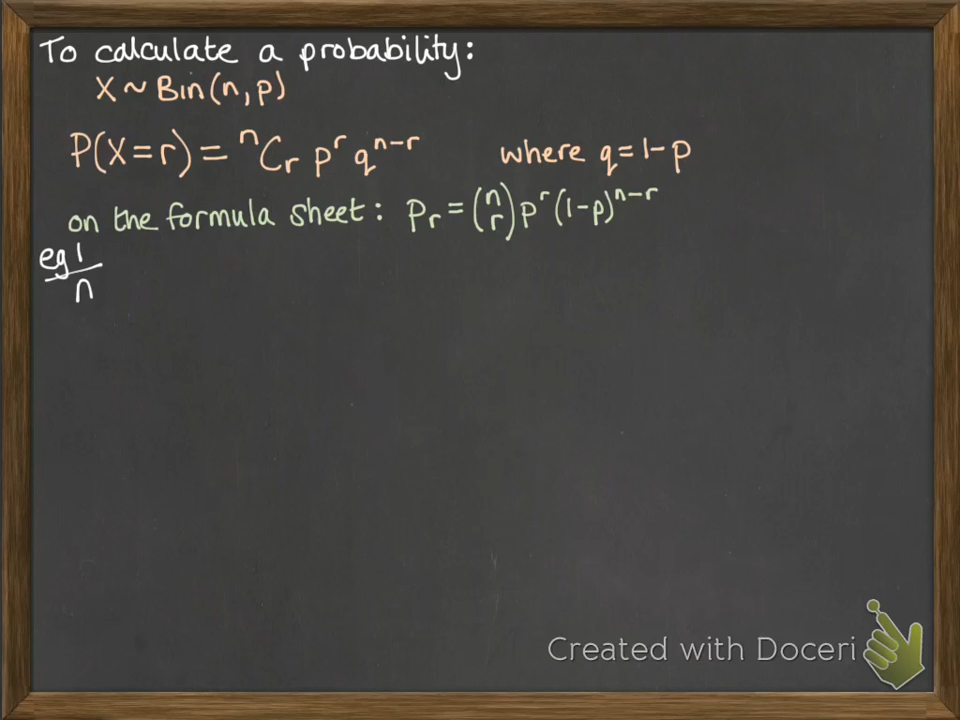 To calculate a probability:
X ~ Bin(n, p)
P(X=r) = ⁿCᵣ pʳ qⁿ⁻ʳ where q=1-p
on the formula sheet: Pᵣ = (n r) pʳ (1-p)ⁿ⁻ʳ
eg 1
n
Created with Doceri